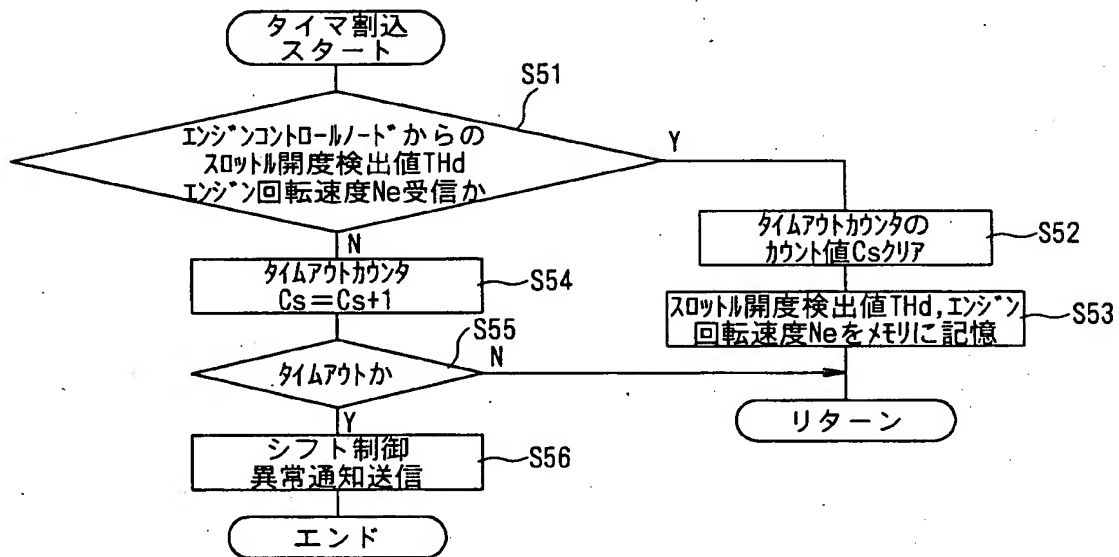 タイマ割込
スタート
S51
エンジンコントロールノードからの
スロットル開度検出値THd
エンジン回転速度Ne受信か
Y
N
タイムアウトカウンタの
カウント値Csクリア
S52
タイムアウトカウンタ
Cs=Cs+1
S54
スロットル開度検出値THd,エンジン
回転速度Neをメモリに記憶
S53
S55
タイムアウトか
N
Y
リターン
シフト制御
異常通知送信
S56
エンド